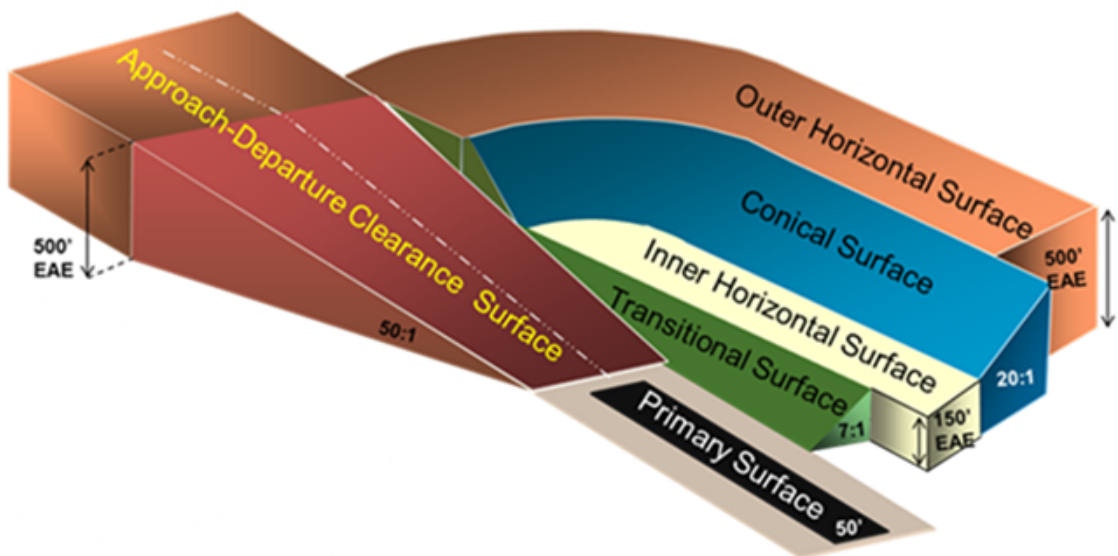 Approach-Departure Clearance Surface
Outer Horizontal Surface
Conical Surface
Inner Horizontal Surface
Transitional Surface
Primary Surface 50'
500'
EAE
50:1
500'
EAE
20:1
150'
EAE
7:1